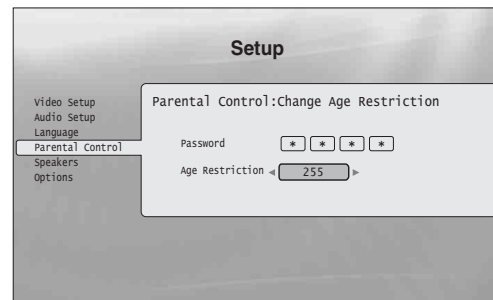 Setup
Video Setup
Audio Setup
Language
Parental Control
Speakers
Options
Parental Control:Change Age Restriction
Password * * * *
Age Restriction ◀ 255 ▶